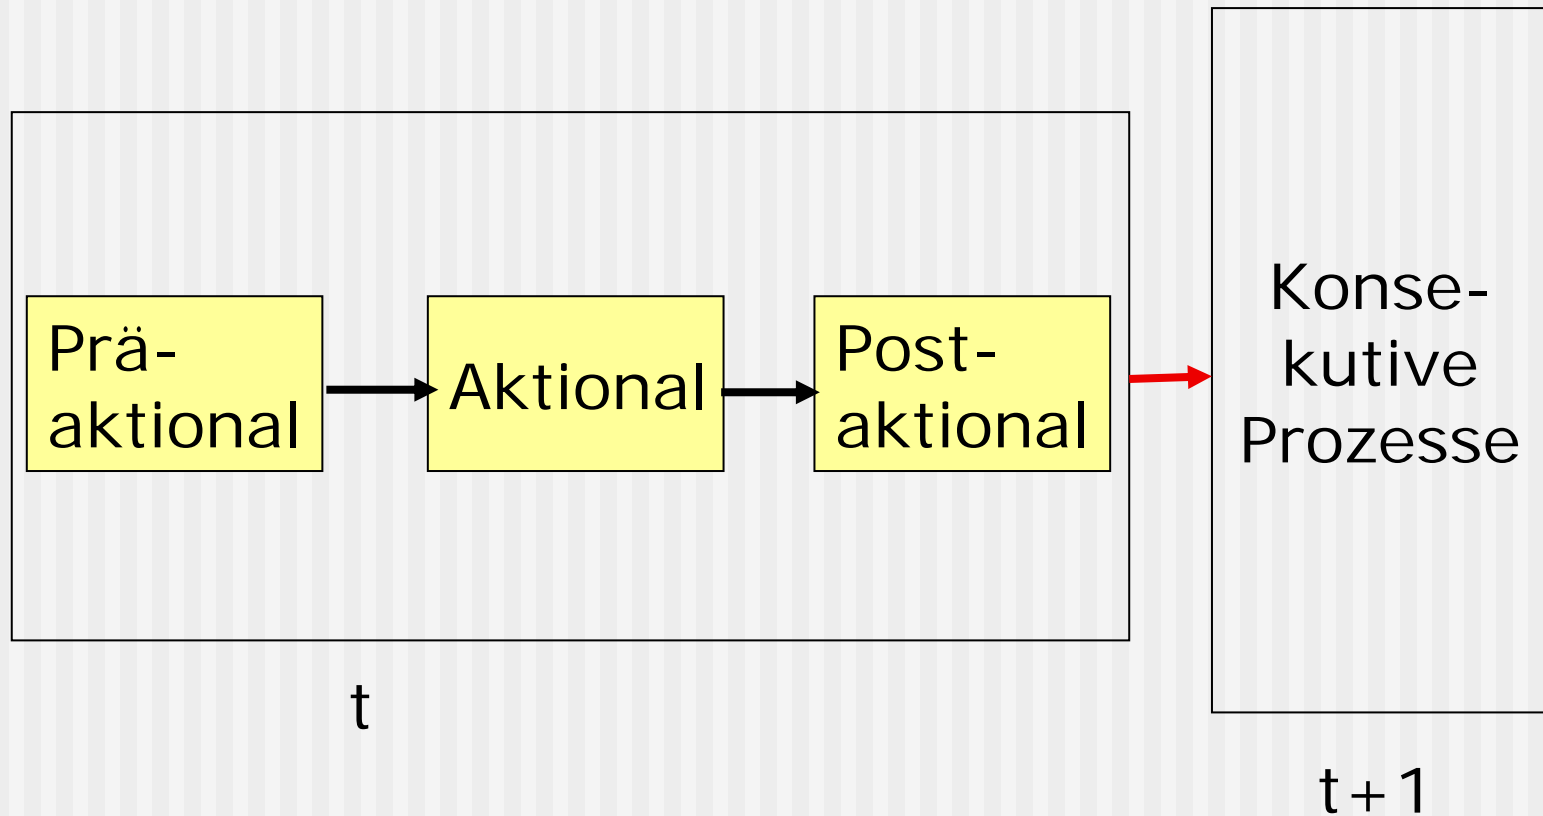 Prä-
aktional
Aktional
Post-
aktional
Konse-
kutive
Prozesse
t
t+1